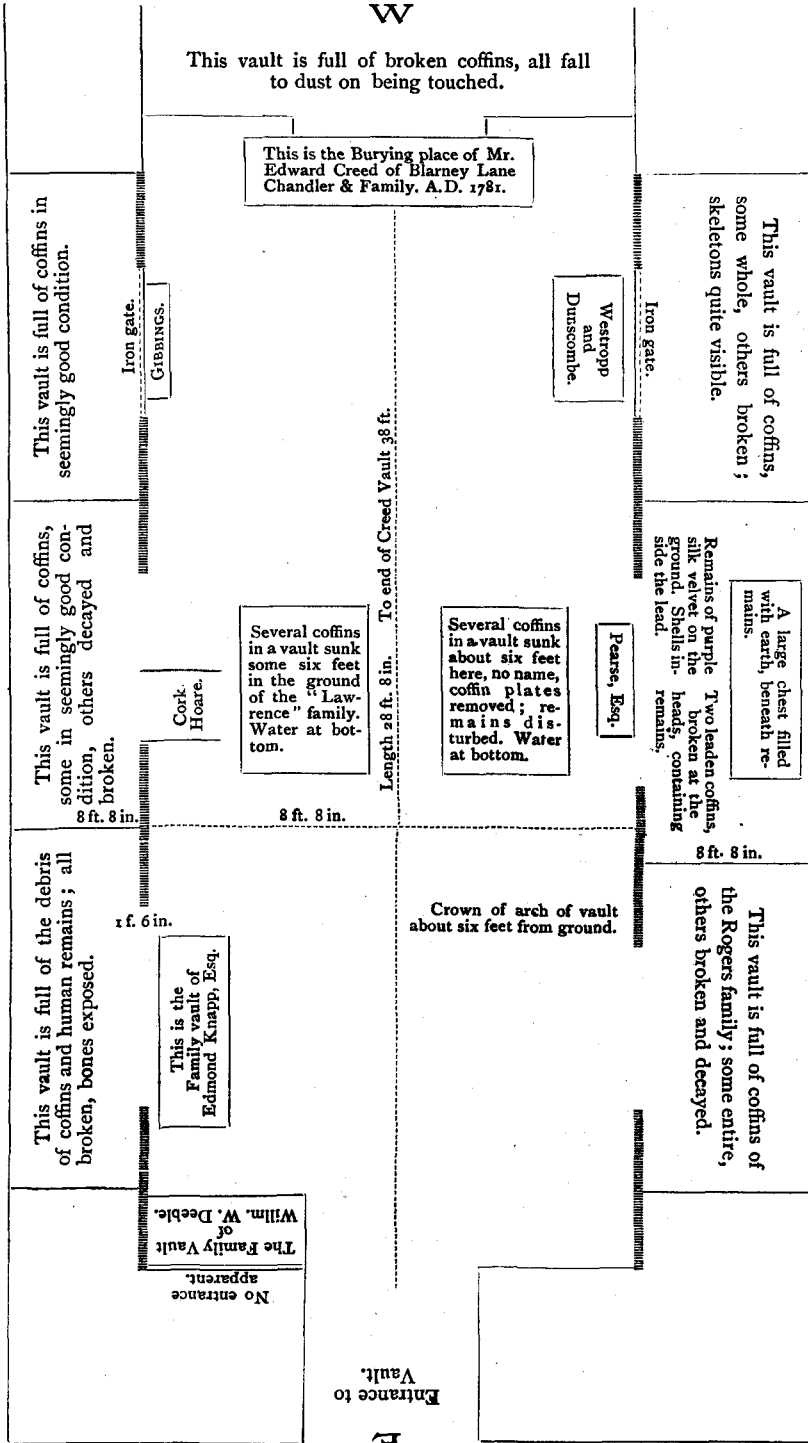 W
This vault is full of broken coffins, all fall
to dust on being touched.
This is the Burying place of Mr.
Edward Creed of Blarney Lane
Chandler & Family. A.D. 1781.
This vault is full of coffins in
seemingly good condition.
Iron gate.
GIBBINGS.
Westropp
and
Dunscombe.
Iron gate.
This vault is full of coffins,
some whole, others broken;
skeletons quite visible.
This vault is full of coffins,
some in seemingly good con-
dition, others decayed and
broken.
Cork
Hoare.
Several coffins
in a vault sunk
some six feet
in the ground
of the "Law-
rence" family.
Water at bot-
tom.
Length 28 ft. 8 in. To end of Creed Vault 38 ft.
Several coffins
in a vault sunk
about six feet
here, no name,
coffin plates
removed; re-
mains dis-
turbed. Water
at bottom.
Pearse, Esq.
Remains of purple
silk velvet on the
ground. Shells in-
side the lead.
Two leaden coffins,
broken at the
heads, containing
remains,
A large chest filled
with earth, beneath re-
mains.
8 ft. 8 in.
8 ft. 8 in.
8 ft. 8 in.
This vault is full of the debris
of coffins and human remains; all
broken, bones exposed.
1 f. 6 in.
This is the
Family vault of
Edmond Knapp, Esq.
Crown of arch of vault
about six feet from ground.
This vault is full of coffins of
the Rogers family; some entire,
others broken and decayed.
The Family Vault
of
Willm. W. Deeble.
No entrance
apparent.
Entrance to
Vault.
E